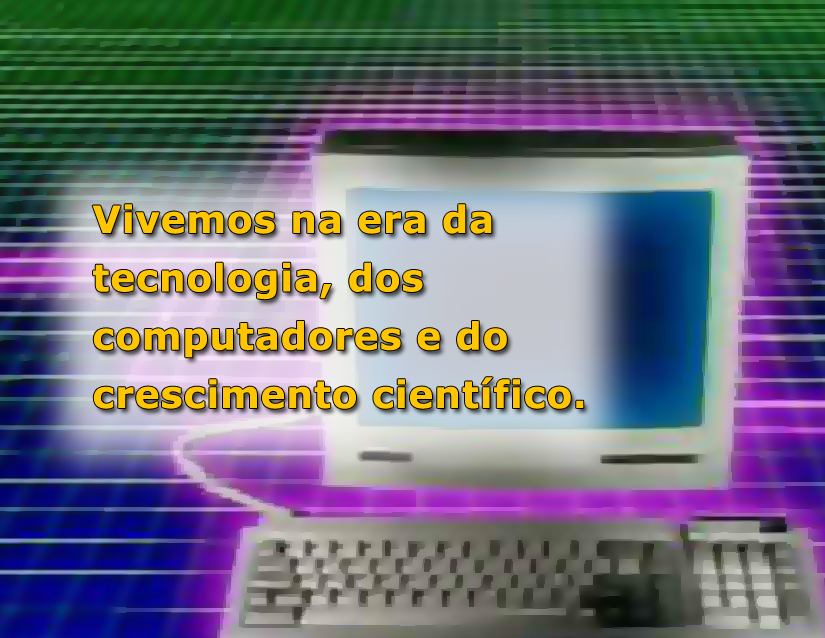 Vivemos na era da
tecnologia, dos
computadores e do
crescimento científico.